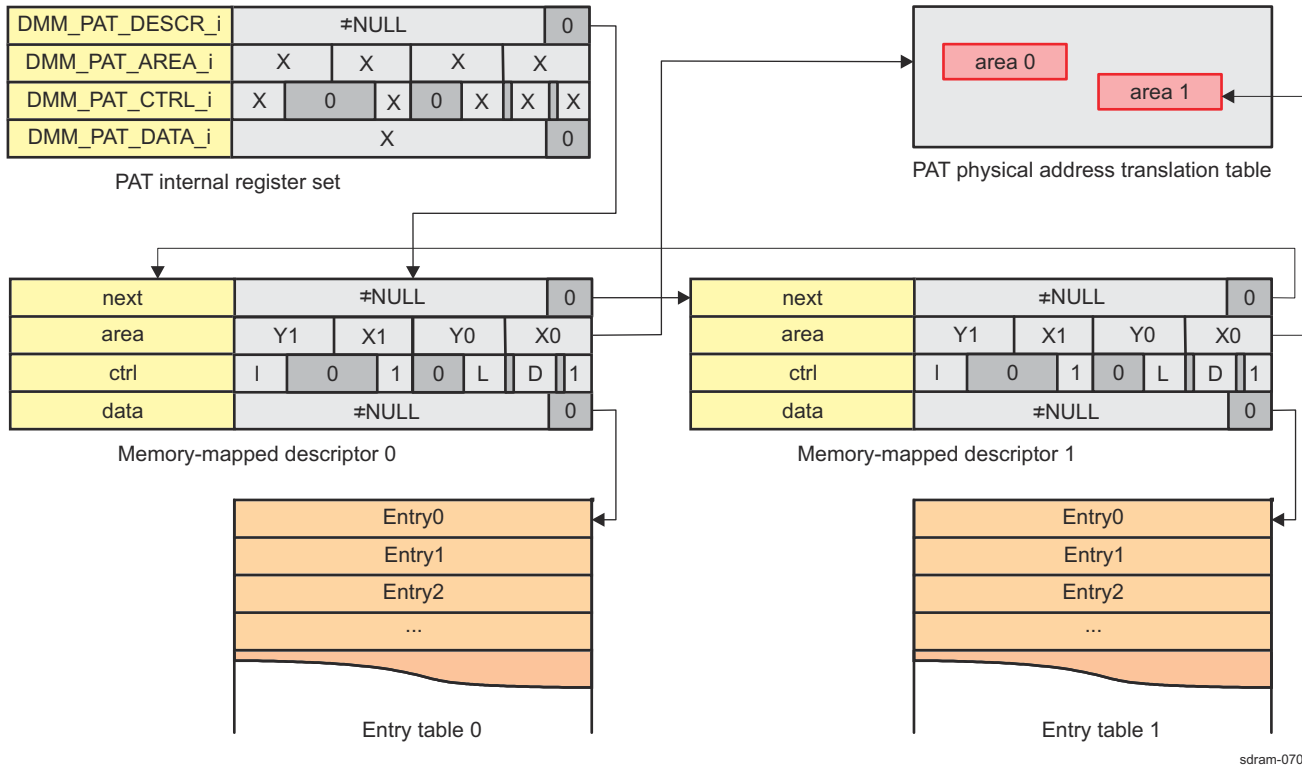 DMM_PAT_DESCR_i ≠NULL 0
DMM_PAT_AREA_i X X X X
DMM_PAT_CTRL_i X 0 X 0 X X X
DMM_PAT_DATA_i X 0
PAT internal register set
area 0
area 1
PAT physical address translation table
next ≠NULL 0
area Y1 X1 Y0 X0
ctrl I 0 1 0 L D 1
data ≠NULL 0
Memory-mapped descriptor 0
next ≠NULL 0
area Y1 X1 Y0 X0
ctrl I 0 1 0 L D 1
data ≠NULL 0
Memory-mapped descriptor 1
Entry0
Entry1
Entry2
...
Entry table 0
Entry0
Entry1
Entry2
...
Entry table 1
sdram-070